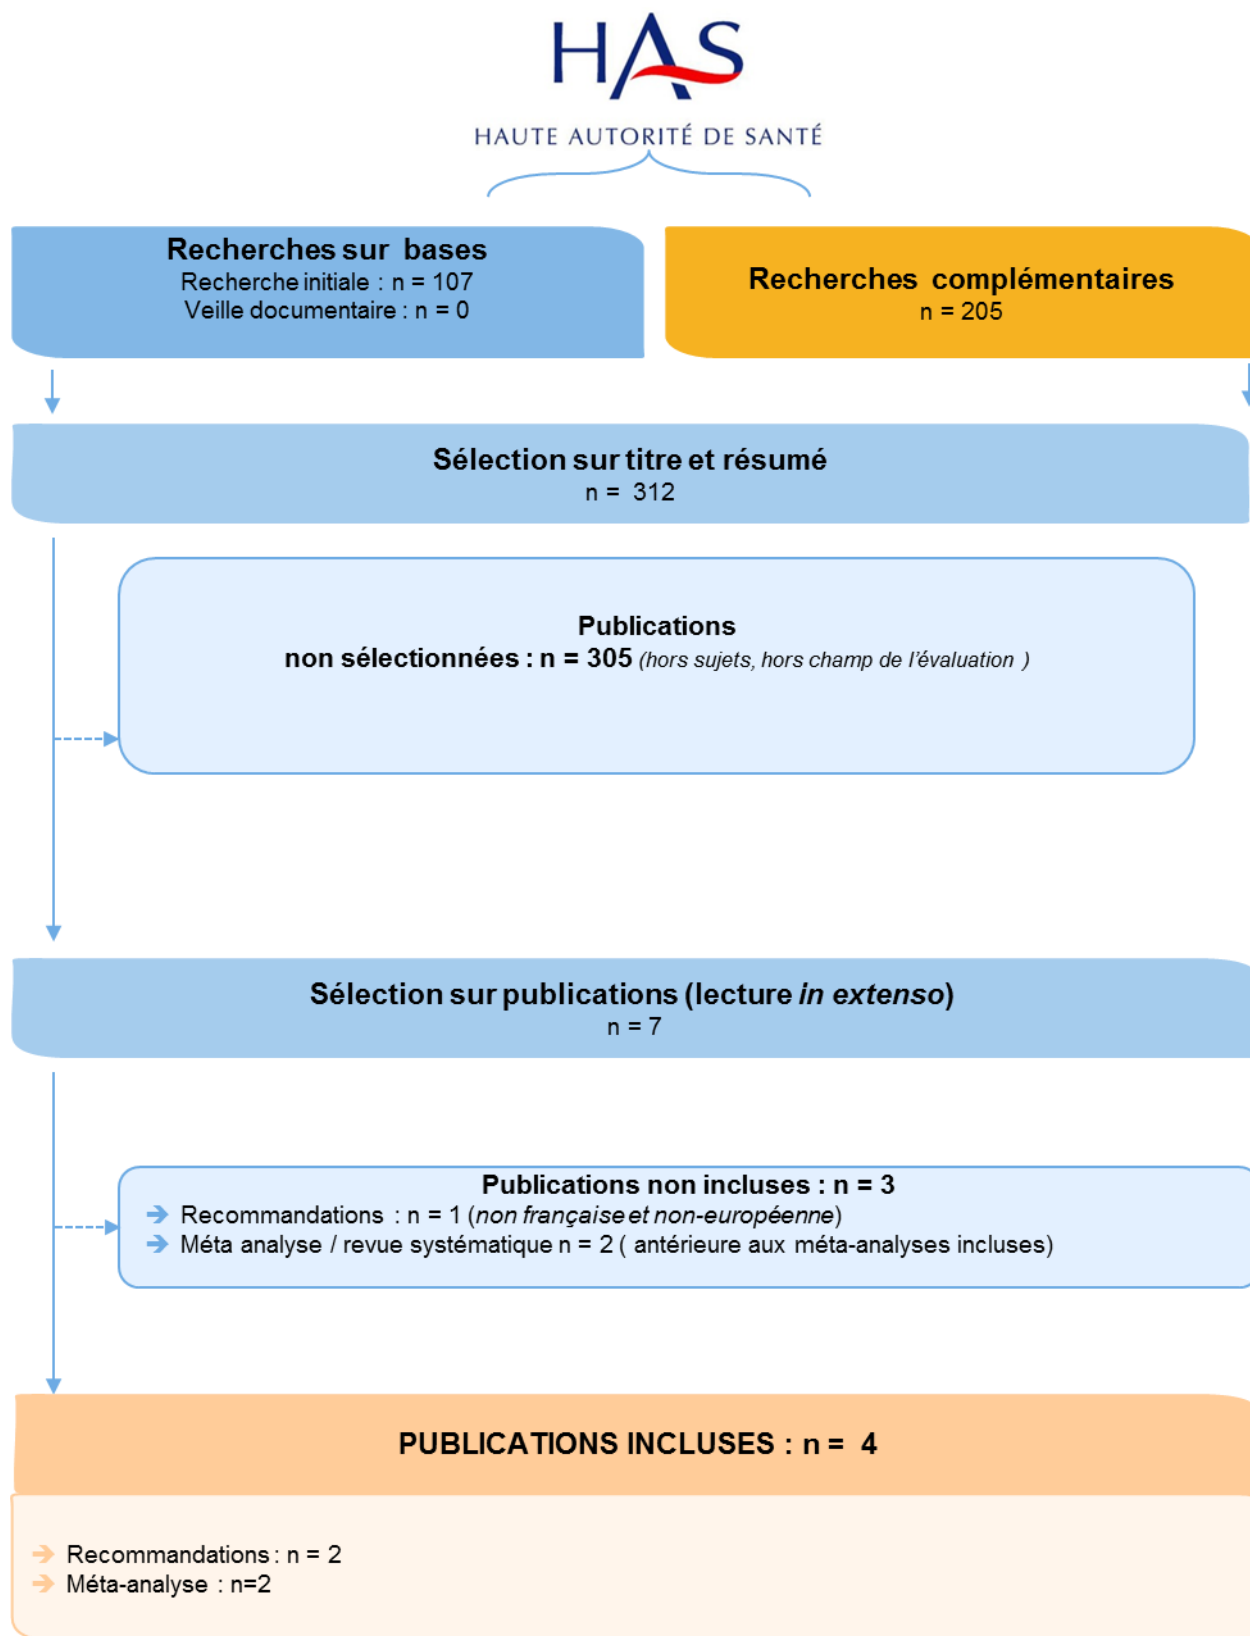 HAS
HAUTE AUTORITÉ DE SANTÉ
Recherches sur bases
Recherche initiale : n = 107
Veille documentaire : n = 0
Recherches complémentaires
n = 205
Sélection sur titre et résumé
n = 312
Publications
non sélectionnées : n = 305 (hors sujets, hors champ de l'évaluation )
Sélection sur publications (lecture in extenso)
n = 7
Publications non incluses : n = 3
➔ Recommandations : n = 1 (non française et non-européenne)
➔ Méta analyse / revue systématique n = 2 ( antérieure aux méta-analyses incluses)
PUBLICATIONS INCLUSES : n = 4
➔ Recommandations : n = 2
➔ Méta-analyse : n=2